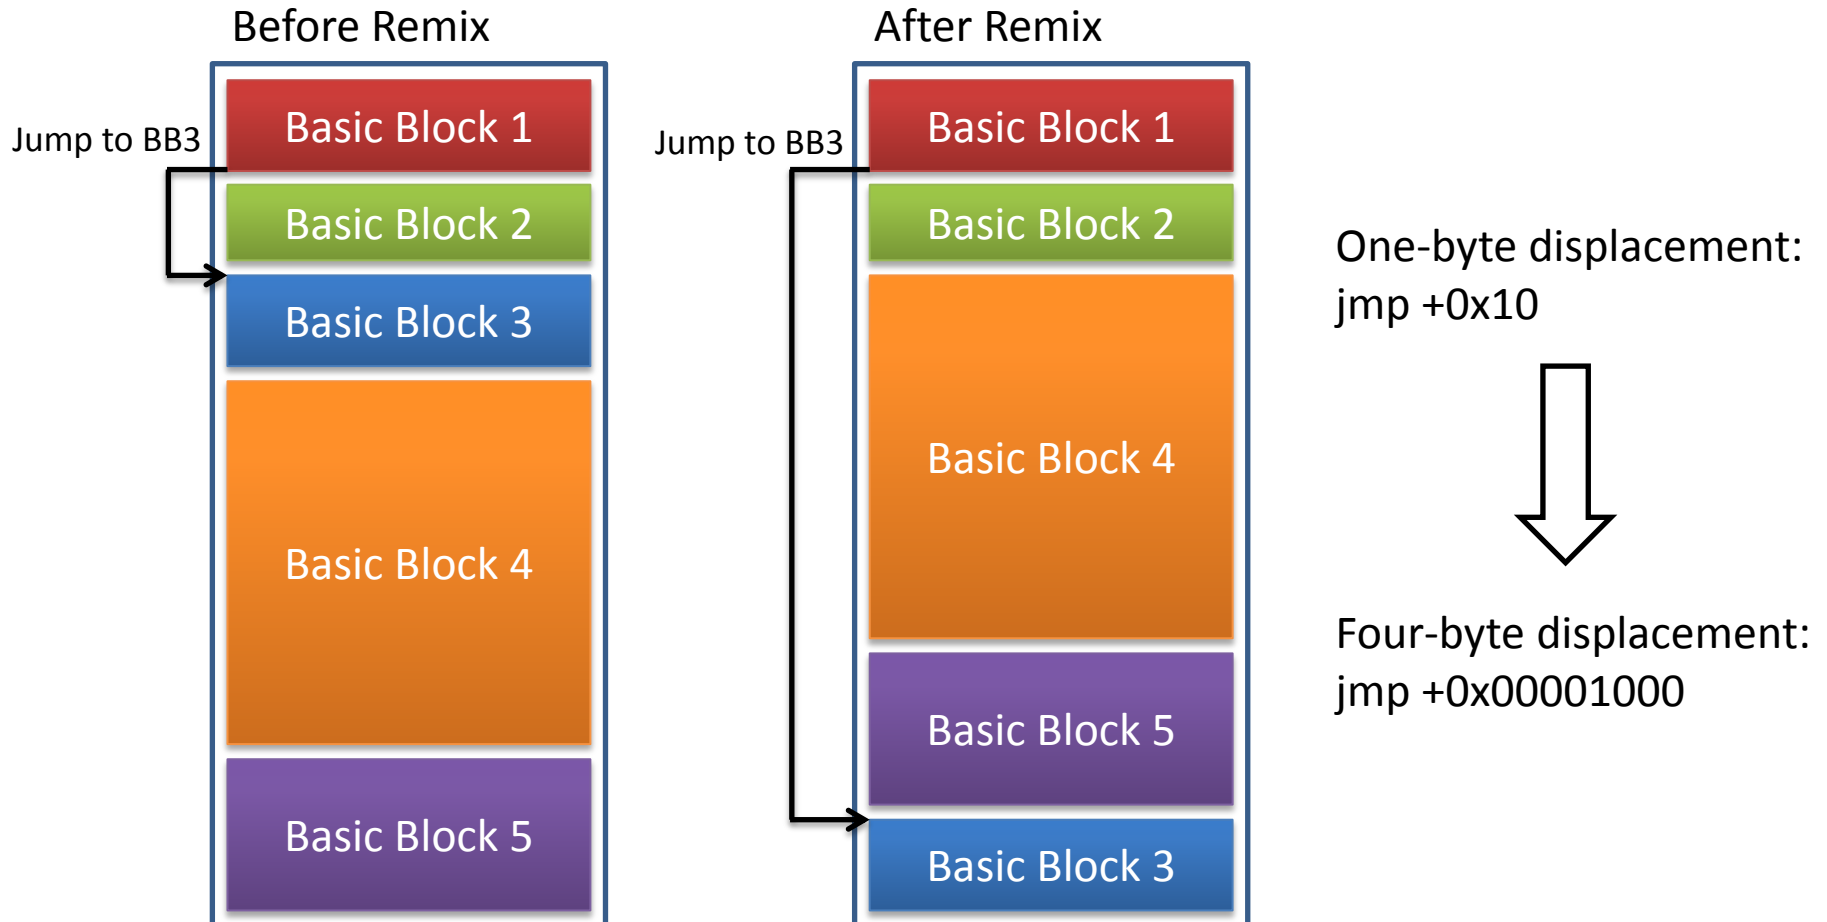 Before Remix
Jump to BB3
Basic Block 1
Basic Block 2
Basic Block 3
Basic Block 4
Basic Block 5
After Remix
Jump to BB3
Basic Block 1
Basic Block 2
Basic Block 4
Basic Block 5
Basic Block 3
One-byte displacement:
jmp +0x10
Four-byte displacement:
jmp +0x00001000